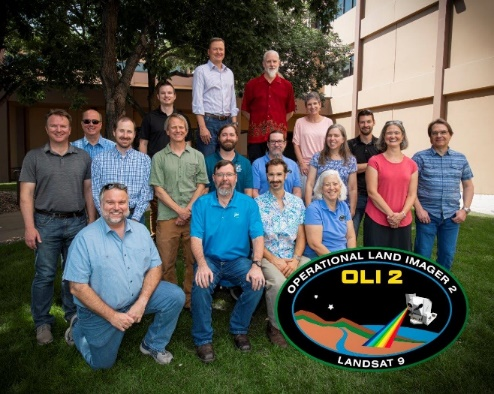 OPERATIONAL LAND IMAGER 2
OLI 2
LANDSAT 9